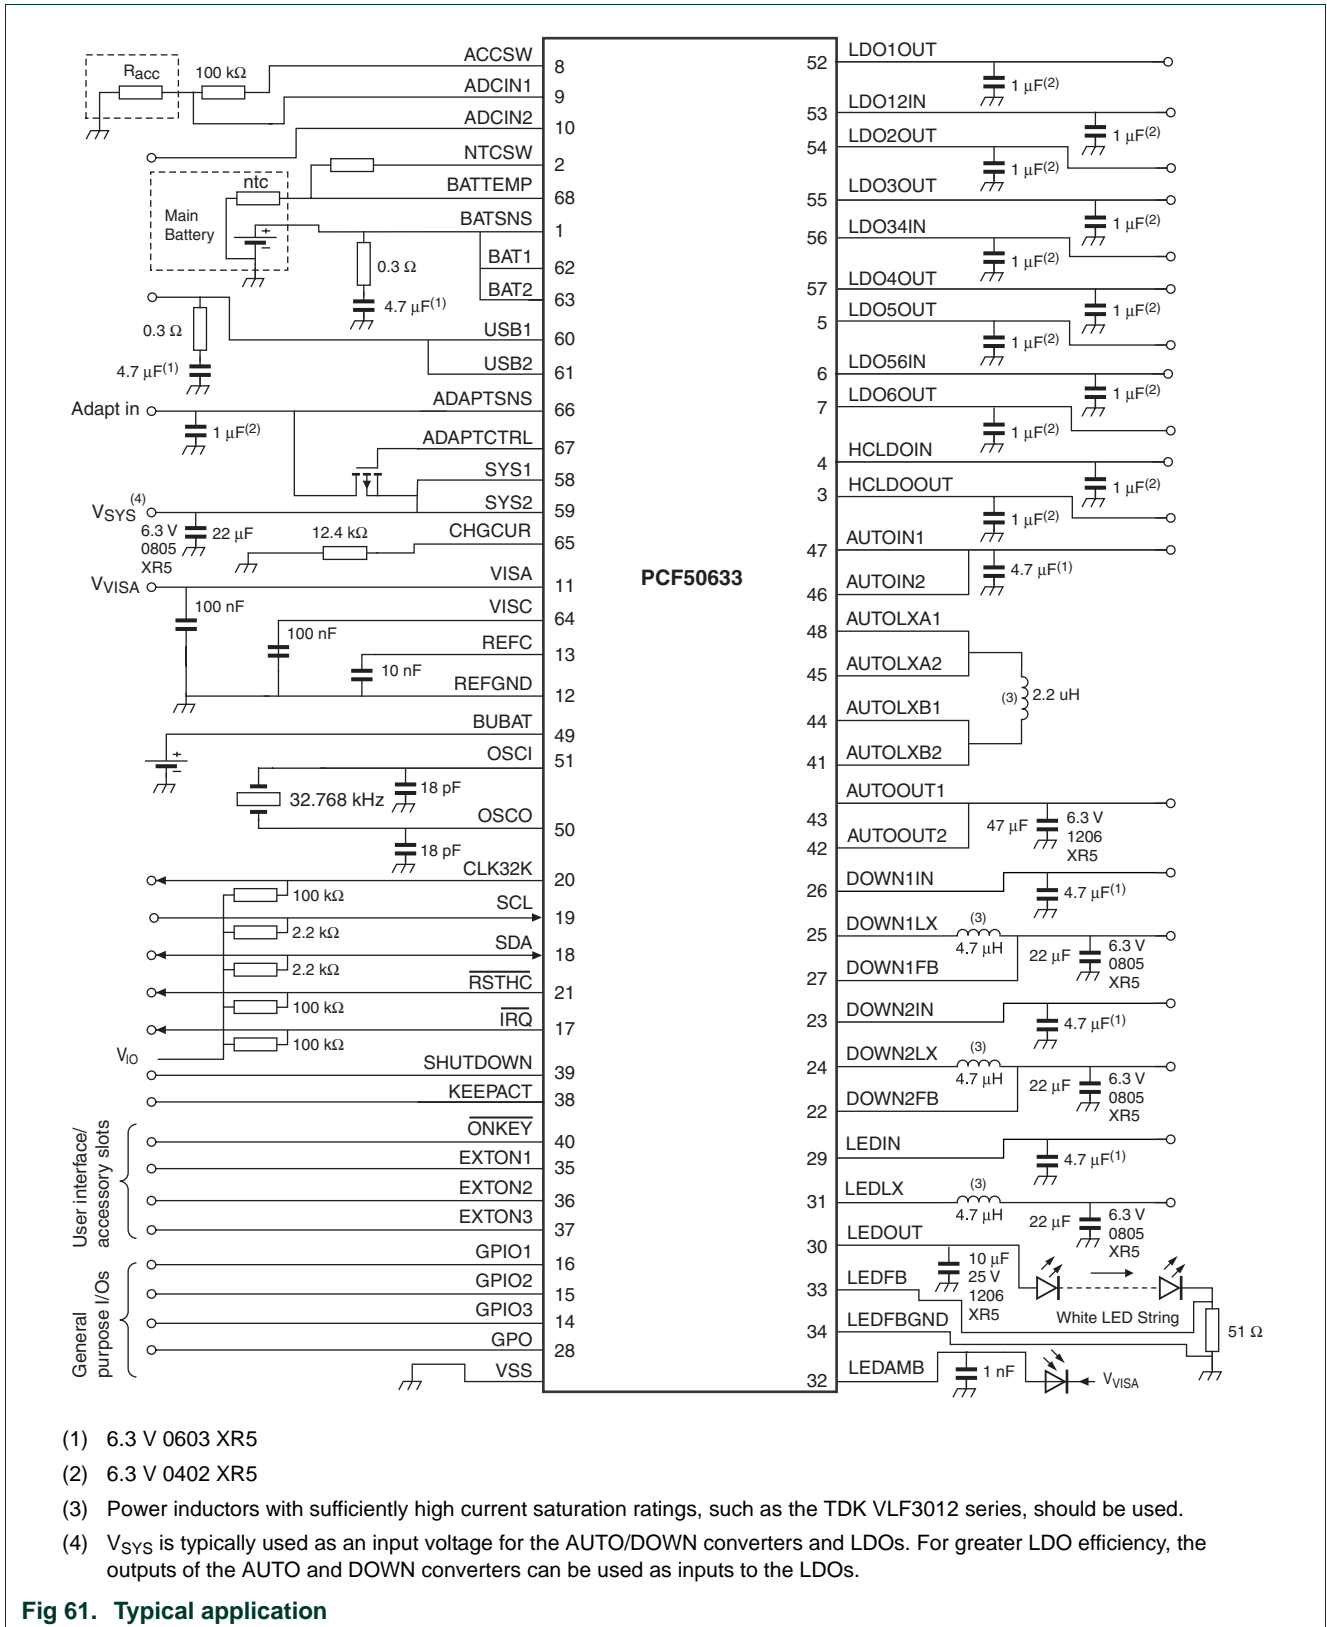 ACCSW
8
R_acc
100 kΩ
ADCIN1
9
ADCIN2
10
NTCSW
2
ntc
BATTEMP
68
Main
Battery
+
−
BATSNS
1
0.3 Ω
BAT1
62
BAT2
63
4.7 μF(1)
0.3 Ω
USB1
60
4.7 μF(1)
USB2
61
Adapt in
ADAPTSNS
66
1 μF(2)
ADAPTCTRL
67
SYS1
58
V_SYS (4)
SYS2
59
6.3 V
0805
XR5
22 μF
12.4 kΩ
CHGCUR
65
V_VISA
VISA
11
100 nF
VISC
64
100 nF
REFC
13
10 nF
REFGND
12
BUBAT
49
+
−
OSCI
51
18 pF
32.768 kHz
OSCO
50
18 pF
CLK32K
20
100 kΩ
SCL
19
2.2 kΩ
SDA
18
2.2 kΩ
RSTHC
21
100 kΩ
IRQ
17
100 kΩ
V_IO
SHUTDOWN
39
KEEPACT
38
User interface/
accessory slots
ONKEY
40
EXTON1
35
EXTON2
36
EXTON3
37
General
purpose I/Os
GPIO1
16
GPIO2
15
GPIO3
14
GPO
28
VSS
PCF50633
52
LDO1OUT
1 μF(2)
53
LDO12IN
1 μF(2)
54
LDO2OUT
1 μF(2)
55
LDO3OUT
1 μF(2)
56
LDO34IN
1 μF(2)
57
LDO4OUT
1 μF(2)
5
LDO5OUT
1 μF(2)
6
LDO56IN
1 μF(2)
7
LDO6OUT
1 μF(2)
4
HCLDOIN
1 μF(2)
3
HCLDOOUT
1 μF(2)
47
AUTOIN1
4.7 μF(1)
46
AUTOIN2
48
AUTOLXA1
45
AUTOLXA2
(3)
2.2 uH
44
AUTOLXB1
41
AUTOLXB2
43
AUTOOUT1
42
AUTOOUT2
47 μF
6.3 V
1206
XR5
26
DOWN1IN
4.7 μF(1)
25
DOWN1LX
(3)
4.7 μH
27
DOWN1FB
22 μF
6.3 V
0805
XR5
23
DOWN2IN
4.7 μF(1)
24
DOWN2LX
(3)
4.7 μH
22
DOWN2FB
22 μF
6.3 V
0805
XR5
29
LEDIN
4.7 μF(1)
31
LEDLX
(3)
4.7 μH
22 μF
6.3 V
0805
XR5
30
LEDOUT
10 μF
25 V
1206
XR5
33
LEDFB
White LED String
34
LEDFBGND
51 Ω
32
LEDAMB
1 nF
V_VISA
(1) 6.3 V 0603 XR5
(2) 6.3 V 0402 XR5
(3) Power inductors with sufficiently high current saturation ratings, such as the TDK VLF3012 series, should be used.
(4) V_SYS is typically used as an input voltage for the AUTO/DOWN converters and LDOs. For greater LDO efficiency, the
outputs of the AUTO and DOWN converters can be used as inputs to the LDOs.
Fig 61. Typical application